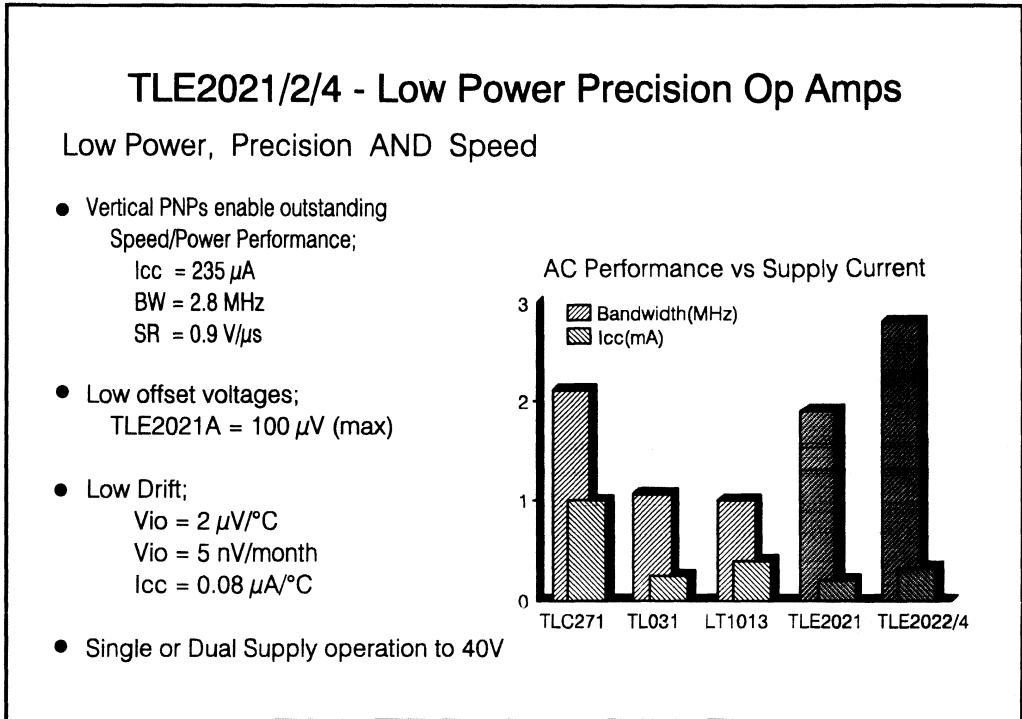 TLE2021/2/4 - Low Power Precision Op Amps
Low Power, Precision AND Speed
● Vertical PNPs enable outstanding
Speed/Power Performance;
Icc = 235 μA
BW = 2.8 MHz
SR = 0.9 V/μs
● Low offset voltages;
TLE2021A = 100 μV (max)
● Low Drift;
Vio = 2 μV/°C
Vio = 5 nV/month
Icc = 0.08 μA/°C
● Single or Dual Supply operation to 40V
AC Performance vs Supply Current
3
Bandwidth(MHz)
Icc(mA)
2
1
0
TLC271 TL031 LT1013 TLE2021 TLE2022/4